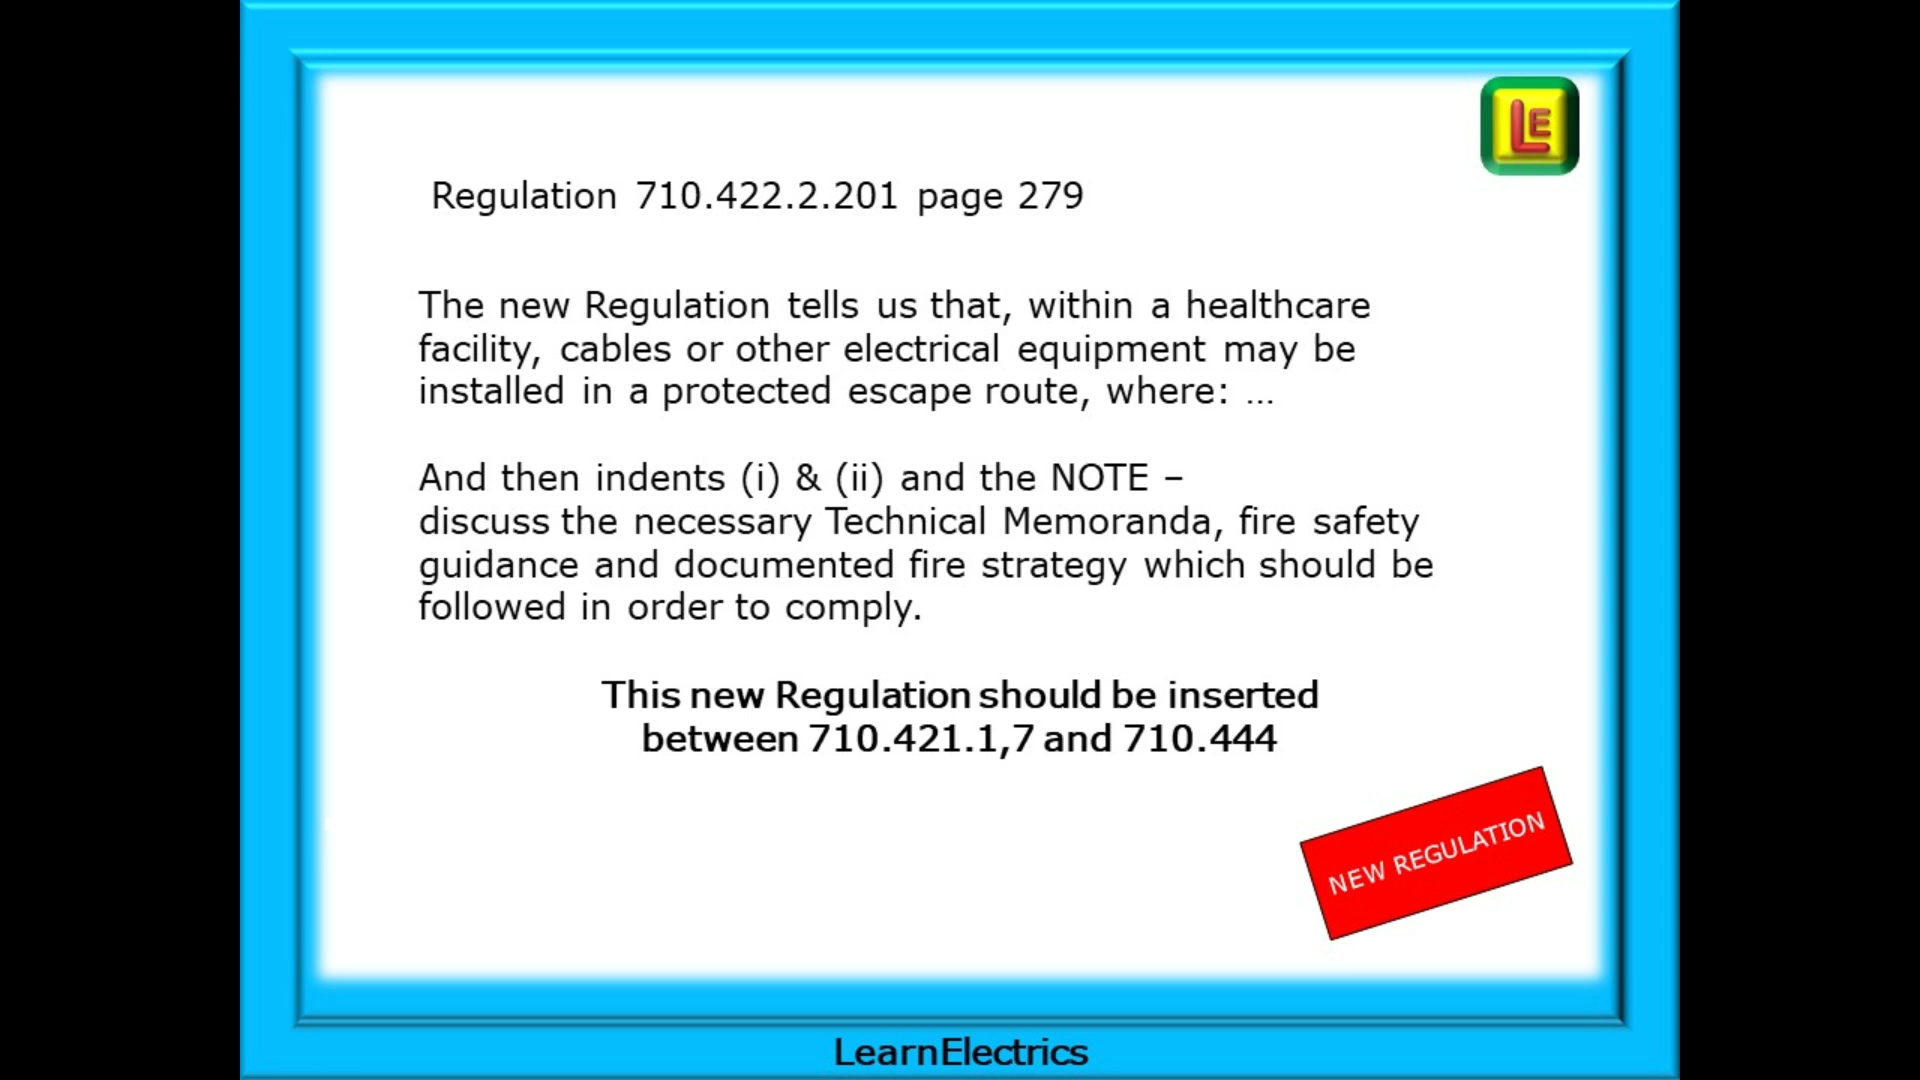 LE
Regulation 710.422.2.201 page 279
The new Regulation tells us that, within a healthcare
facility, cables or other electrical equipment may be
installed in a protected escape route, where: ...
And then indents (i) & (ii) and the NOTE –
discuss the necessary Technical Memoranda, fire safety
guidance and documented fire strategy which should be
followed in order to comply.
This new Regulation should be inserted
between 710.421.1,7 and 710.444
NEW REGULATION
LearnElectrics